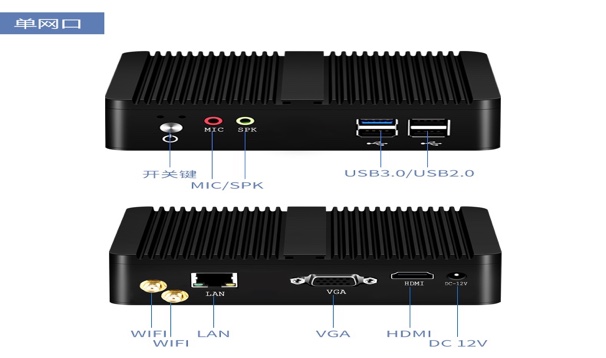 单网口
MIC
SPK
开关键
MIC/SPK
USB3.0/USB2.0
LAN
VGA
HDMI
DC-12V
WIFI
WIFI
LAN
VGA
HDMI
DC 12V